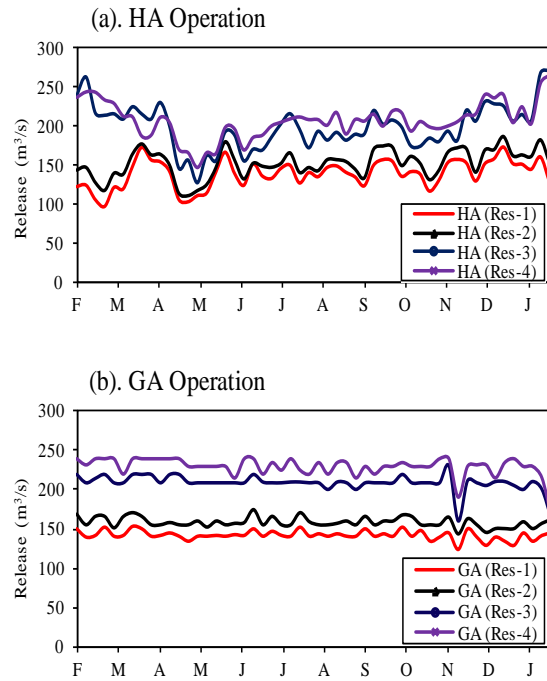 (a). HA Operation
300
250
200
150
100
50
0
Release (m³/s)
HA (Res-1)
HA (Res-2)
HA (Res-3)
HA (Res-4)
F M A M J J A S O N D J
(b). GA Operation
300
250
200
150
100
50
0
Release (m³/s)
GA (Res-1)
GA (Res-2)
GA (Res-3)
GA (Res-4)
F M A M J J A S O N D J